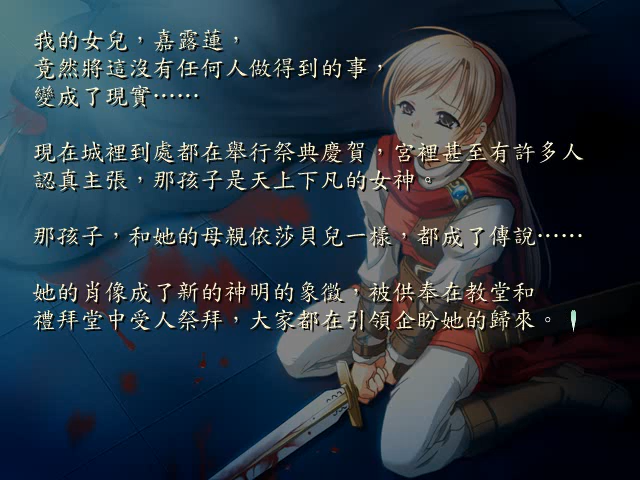 我的女兒，嘉露蓮，
竟然將這沒有任何人做得到的事，
變成了現實……
現在城裡到處都在舉行祭典慶賀，宮裡甚至有許多人
認真主張，那孩子是天上下凡的女神。
那孩子，和她的母親依莎貝兒一樣，都成了傳說……
她的肖像成了新的神明的象徵，被供奉在教堂和
禮拜堂中受人祭拜，大家都在引領企盼她的歸來。